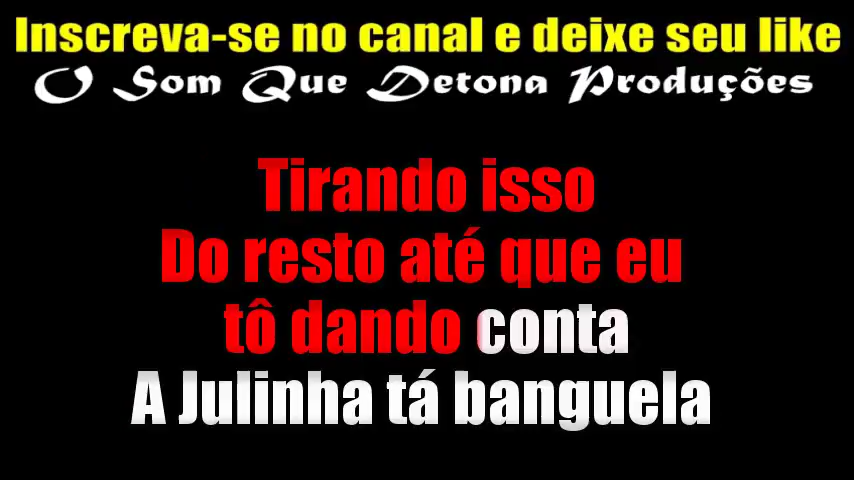 Inscreva-se no canal e deixe seu like
O Som Que Detona Produções
Tirando isso
Do resto até que eu
tô dando conta
A Julinha tá banguela